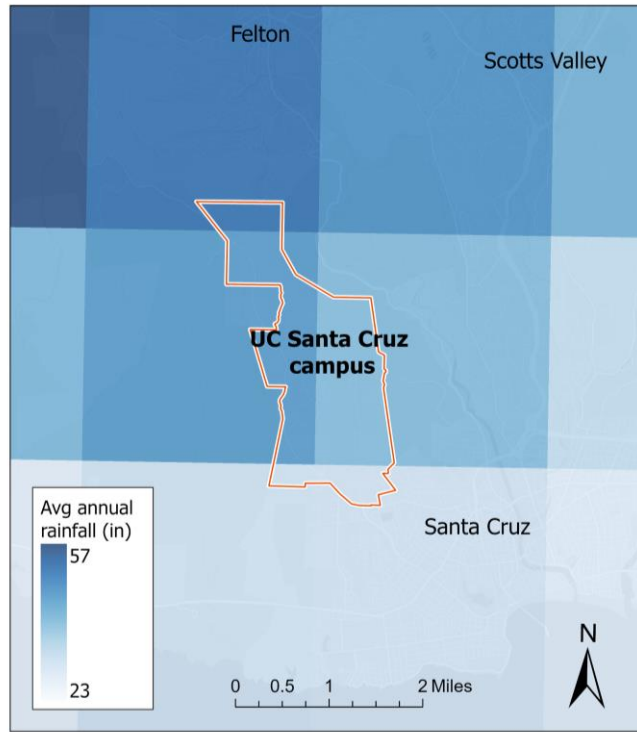 Felton
Scotts Valley
UC Santa Cruz
campus
Santa Cruz
Avg annual
rainfall (in)
57
23
N
0 0.5 1 2 Miles